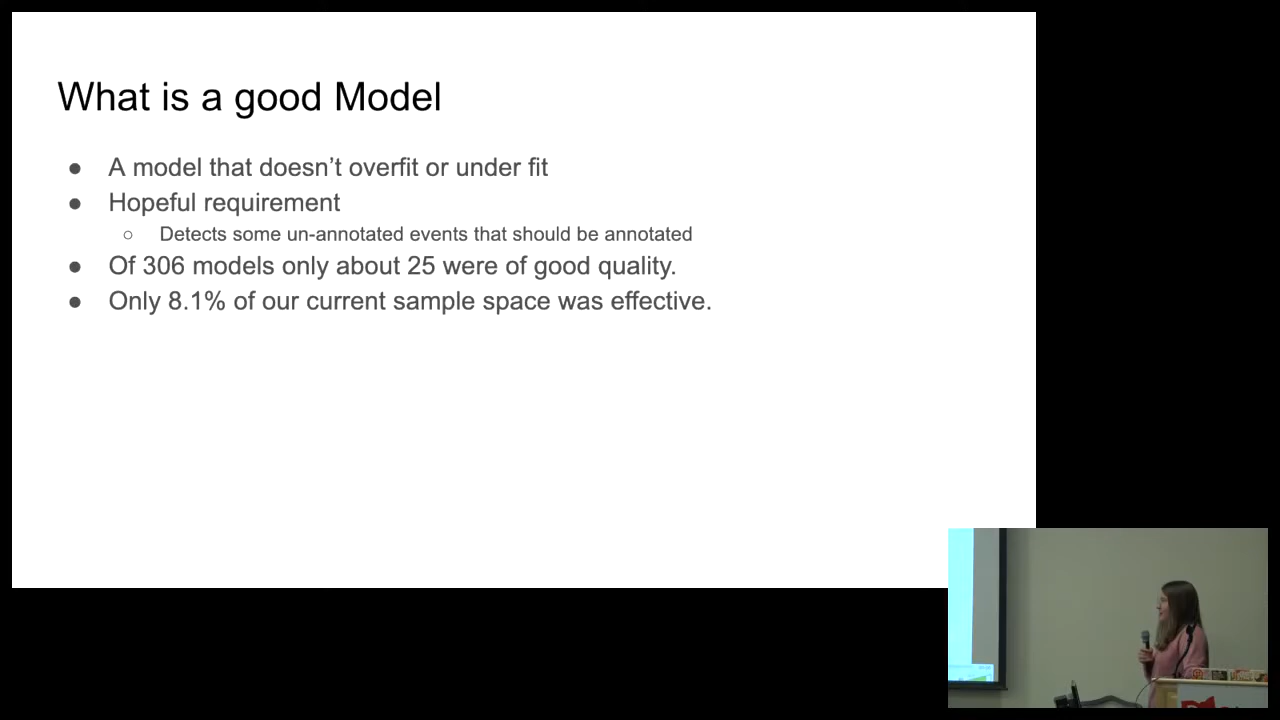 What is a good Model
● A model that doesn't overfit or under fit
● Hopeful requirement
○ Detects some un-annotated events that should be annotated
● Of 306 models only about 25 were of good quality.
● Only 8.1% of our current sample space was effective.